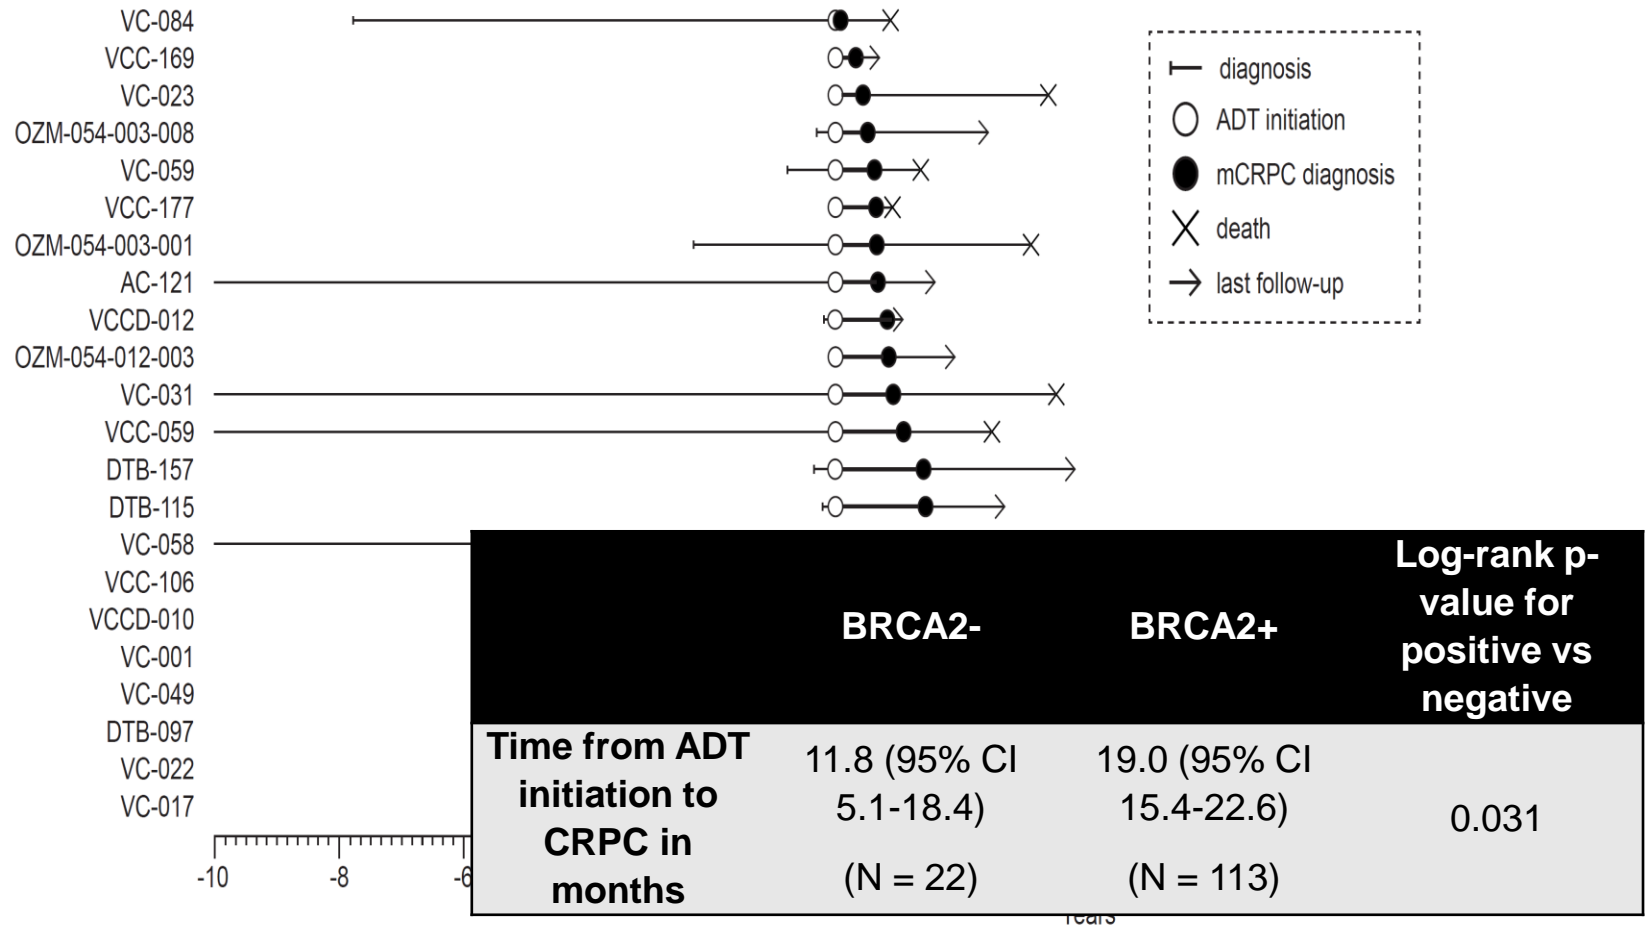 VC-084
VCC-169
VC-023
OZM-054-003-008
VC-059
VCC-177
OZM-054-003-001
AC-121
VCCD-012
OZM-054-012-003
VC-031
VCC-059
DTB-157
DTB-115
VC-058
VCC-106
VCCD-010
VC-001
VC-049
DTB-097
VC-022
VC-017
diagnosis
ADT initiation
mCRPC diagnosis
death
last follow-up
-10
-8
-6
Years
BRCA2-
BRCA2+
Log-rank p-
value for
positive vs
negative
Time from ADT
initiation to
CRPC in
months
11.8 (95% CI
5.1-18.4)
(N = 22)
19.0 (95% CI
15.4-22.6)
(N = 113)
0.031